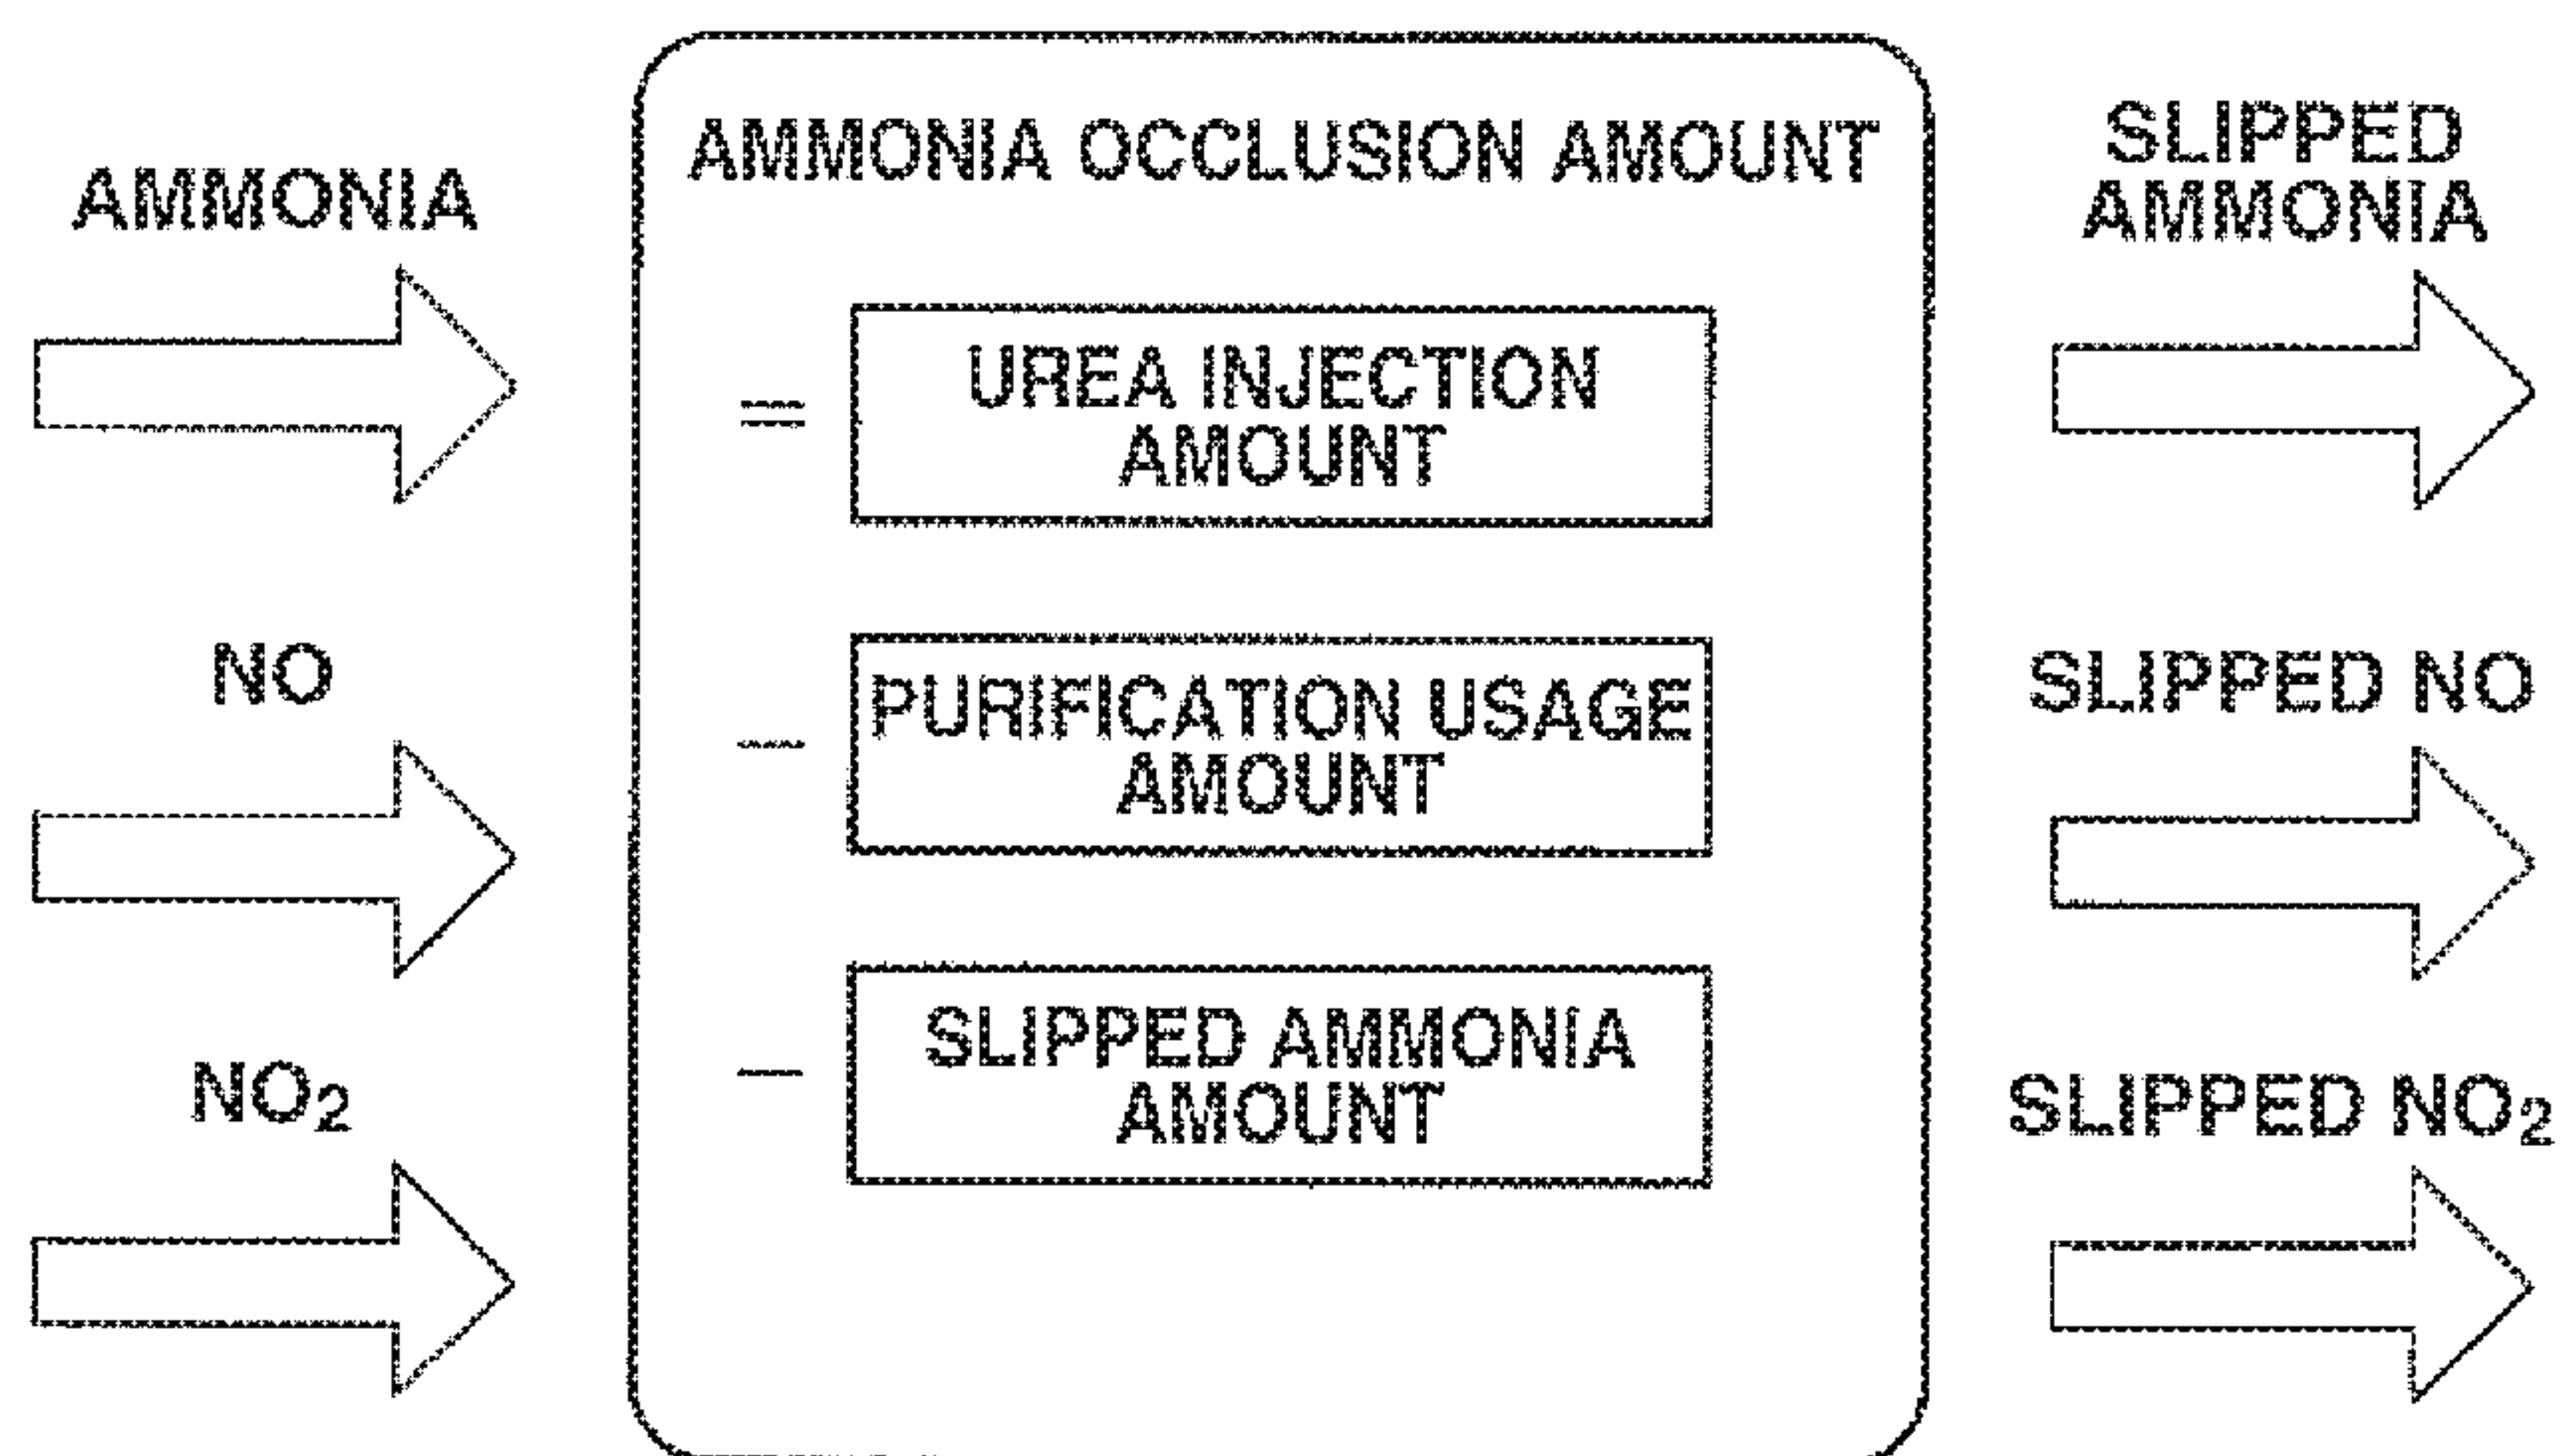 AMMONIA
NO
NO₂
AMMONIA OCCLUSION AMOUNT
= UREA INJECTION
AMOUNT
− PURIFICATION USAGE
AMOUNT
− SLIPPED AMMONIA
AMOUNT
SLIPPED
AMMONIA
SLIPPED NO
SLIPPED NO₂